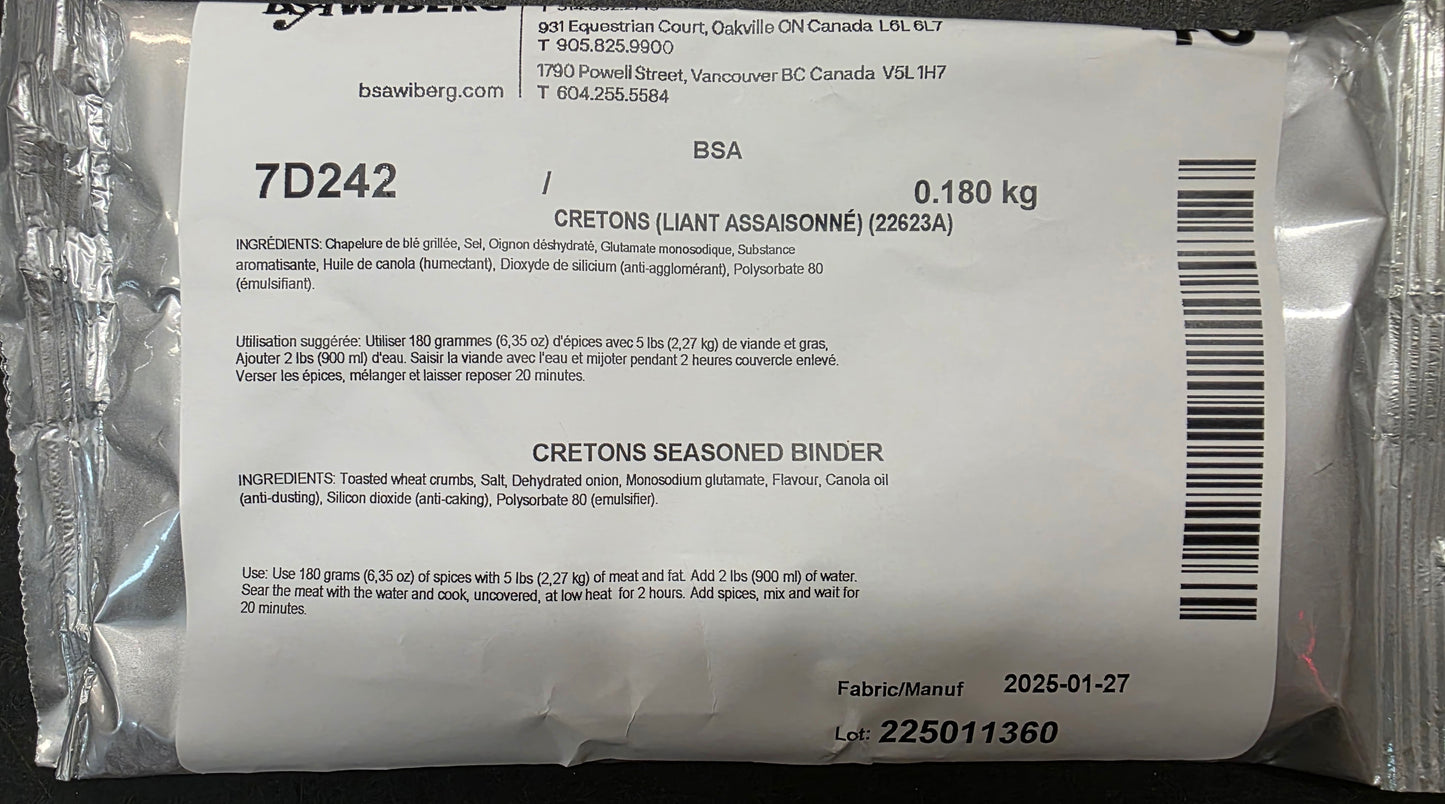 931 Equestrian Court, Oakville ON Canada L6L 6L7
T 905.825.9900
1790 Powell Street, Vancouver BC Canada V5L 1H7
bsawiberg.com
T 604.255.5584
BSA
7D242 / 0.180 kg
CRETONS (LIANT ASSAISONNÉ) (22623A)
INGRÉDIENTS: Chapelure de blé grillée, Sel, Oignon déshydraté, Glutamate monosodique, Substance
aromatisante, Huile de canola (humectant), Dioxyde de silicium (anti-agglomérant), Polysorbate 80
(émulsifiant).
Utilisation suggérée: Utiliser 180 grammes (6,35 oz) d'épices avec 5 lbs (2,27 kg) de viande et gras,
Ajouter 2 lbs (900 ml) d'eau. Saisir la viande avec l'eau et mijoter pendant 2 heures couvercle enlevé.
Verser les épices, mélanger et laisser reposer 20 minutes.
CRETONS SEASONED BINDER
INGREDIENTS: Toasted wheat crumbs, Salt, Dehydrated onion, Monosodium glutamate, Flavour, Canola oil
(anti-dusting), Silicon dioxide (anti-caking), Polysorbate 80 (emulsifier).
Use: Use 180 grams (6,35 oz) of spices with 5 lbs (2,27 kg) of meat and fat. Add 2 lbs (900 ml) of water.
Sear the meat with the water and cook, uncovered, at low heat for 2 hours. Add spices, mix and wait for
20 minutes.
Fabric/Manuf 2025-01-27
Lot: 225011360